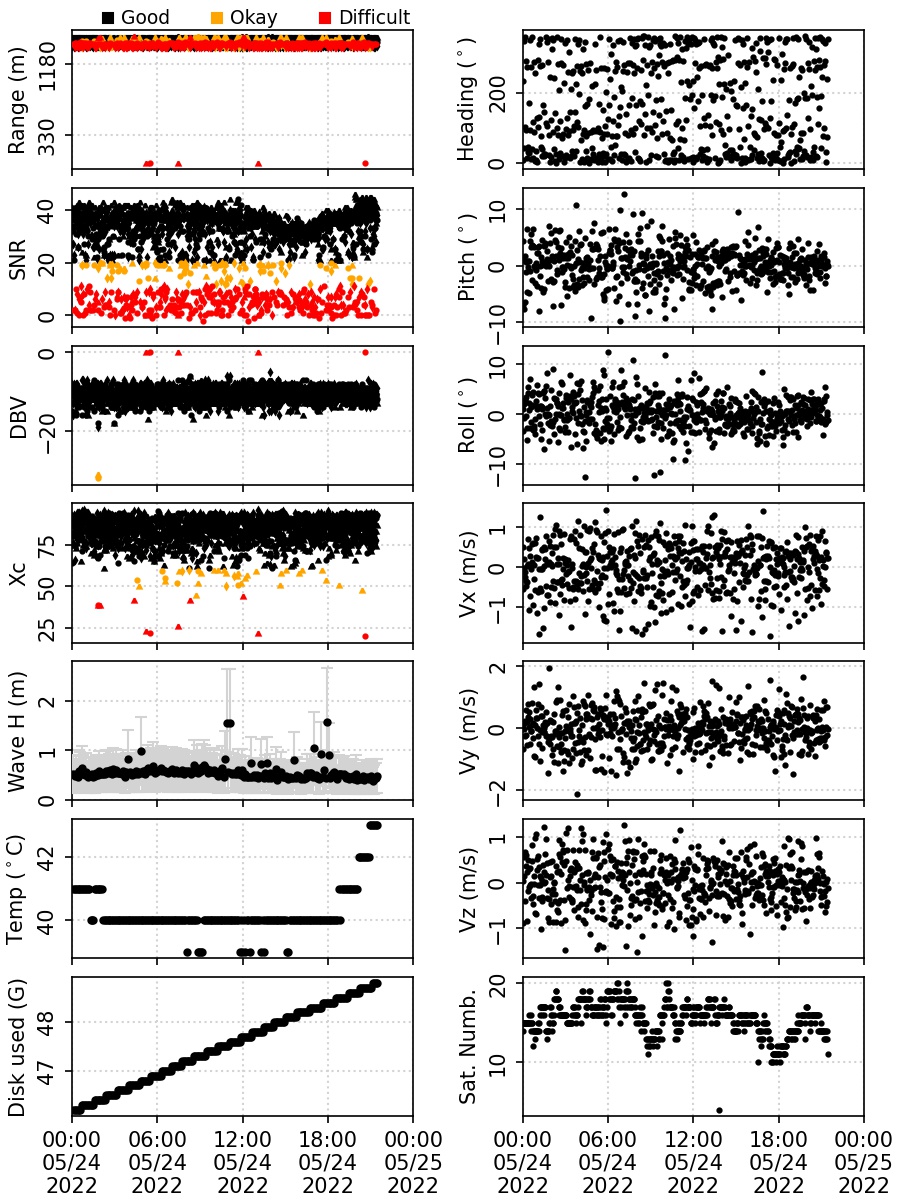 Good Okay Difficult
Range (m)
1180
330
Heading (°)
200
0
SNR
40
20
0
Pitch (°)
10
0
−10
DBV
0
−20
Roll (°)
10
0
−10
Xc
75
50
25
Vx (m/s)
1
0
−1
Wave H (m)
2
1
0
Vy (m/s)
2
0
−2
Temp (°C)
42
40
Vz (m/s)
1
0
−1
Disk used (G)
48
47
Sat. Numb.
20
10
00:00 06:00 12:00 18:00 00:00
05/24 05/24 05/24 05/24 05/25
2022 2022 2022 2022 2022
00:00 06:00 12:00 18:00 00:00
05/24 05/24 05/24 05/24 05/25
2022 2022 2022 2022 2022